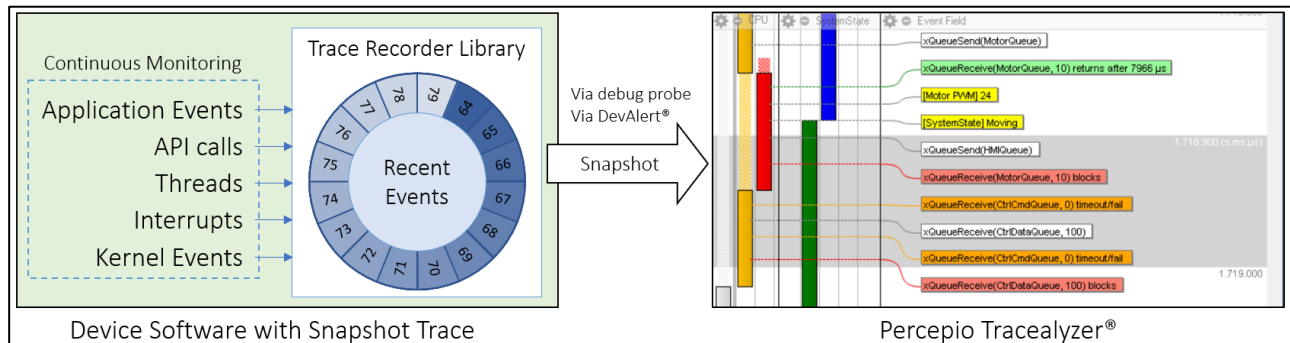 Trace Recorder Library
Continuous Monitoring
Application Events
API calls
Threads
Interrupts
Kernel Events
64
65
66
67
68
69
70
71
72
73
74
75
76
77
78
79
Recent
Events
Device Software with Snapshot Trace
Via debug probe
Via DevAlert®
Snapshot
CPU
SystemState
Event Field
xQueueSend(MotorQueue)
xQueueReceive(MotorQueue, 10) returns after 7966 µs
[Motor PWM] 24
[SystemState] Moving
1.718.900 (s.ms.µs)
xQueueSend(HMIQueue)
xQueueReceive(MotorQueue, 10) blocks
xQueueReceive(CtrlCmdQueue, 0) timeout/fail
xQueueReceive(CtrlDataQueue, 100)
xQueueReceive(CtrlCmdQueue, 0) timeout/fail
1.719.000
xQueueReceive(CtrlDataQueue, 100) blocks
Percepio Tracealyzer®